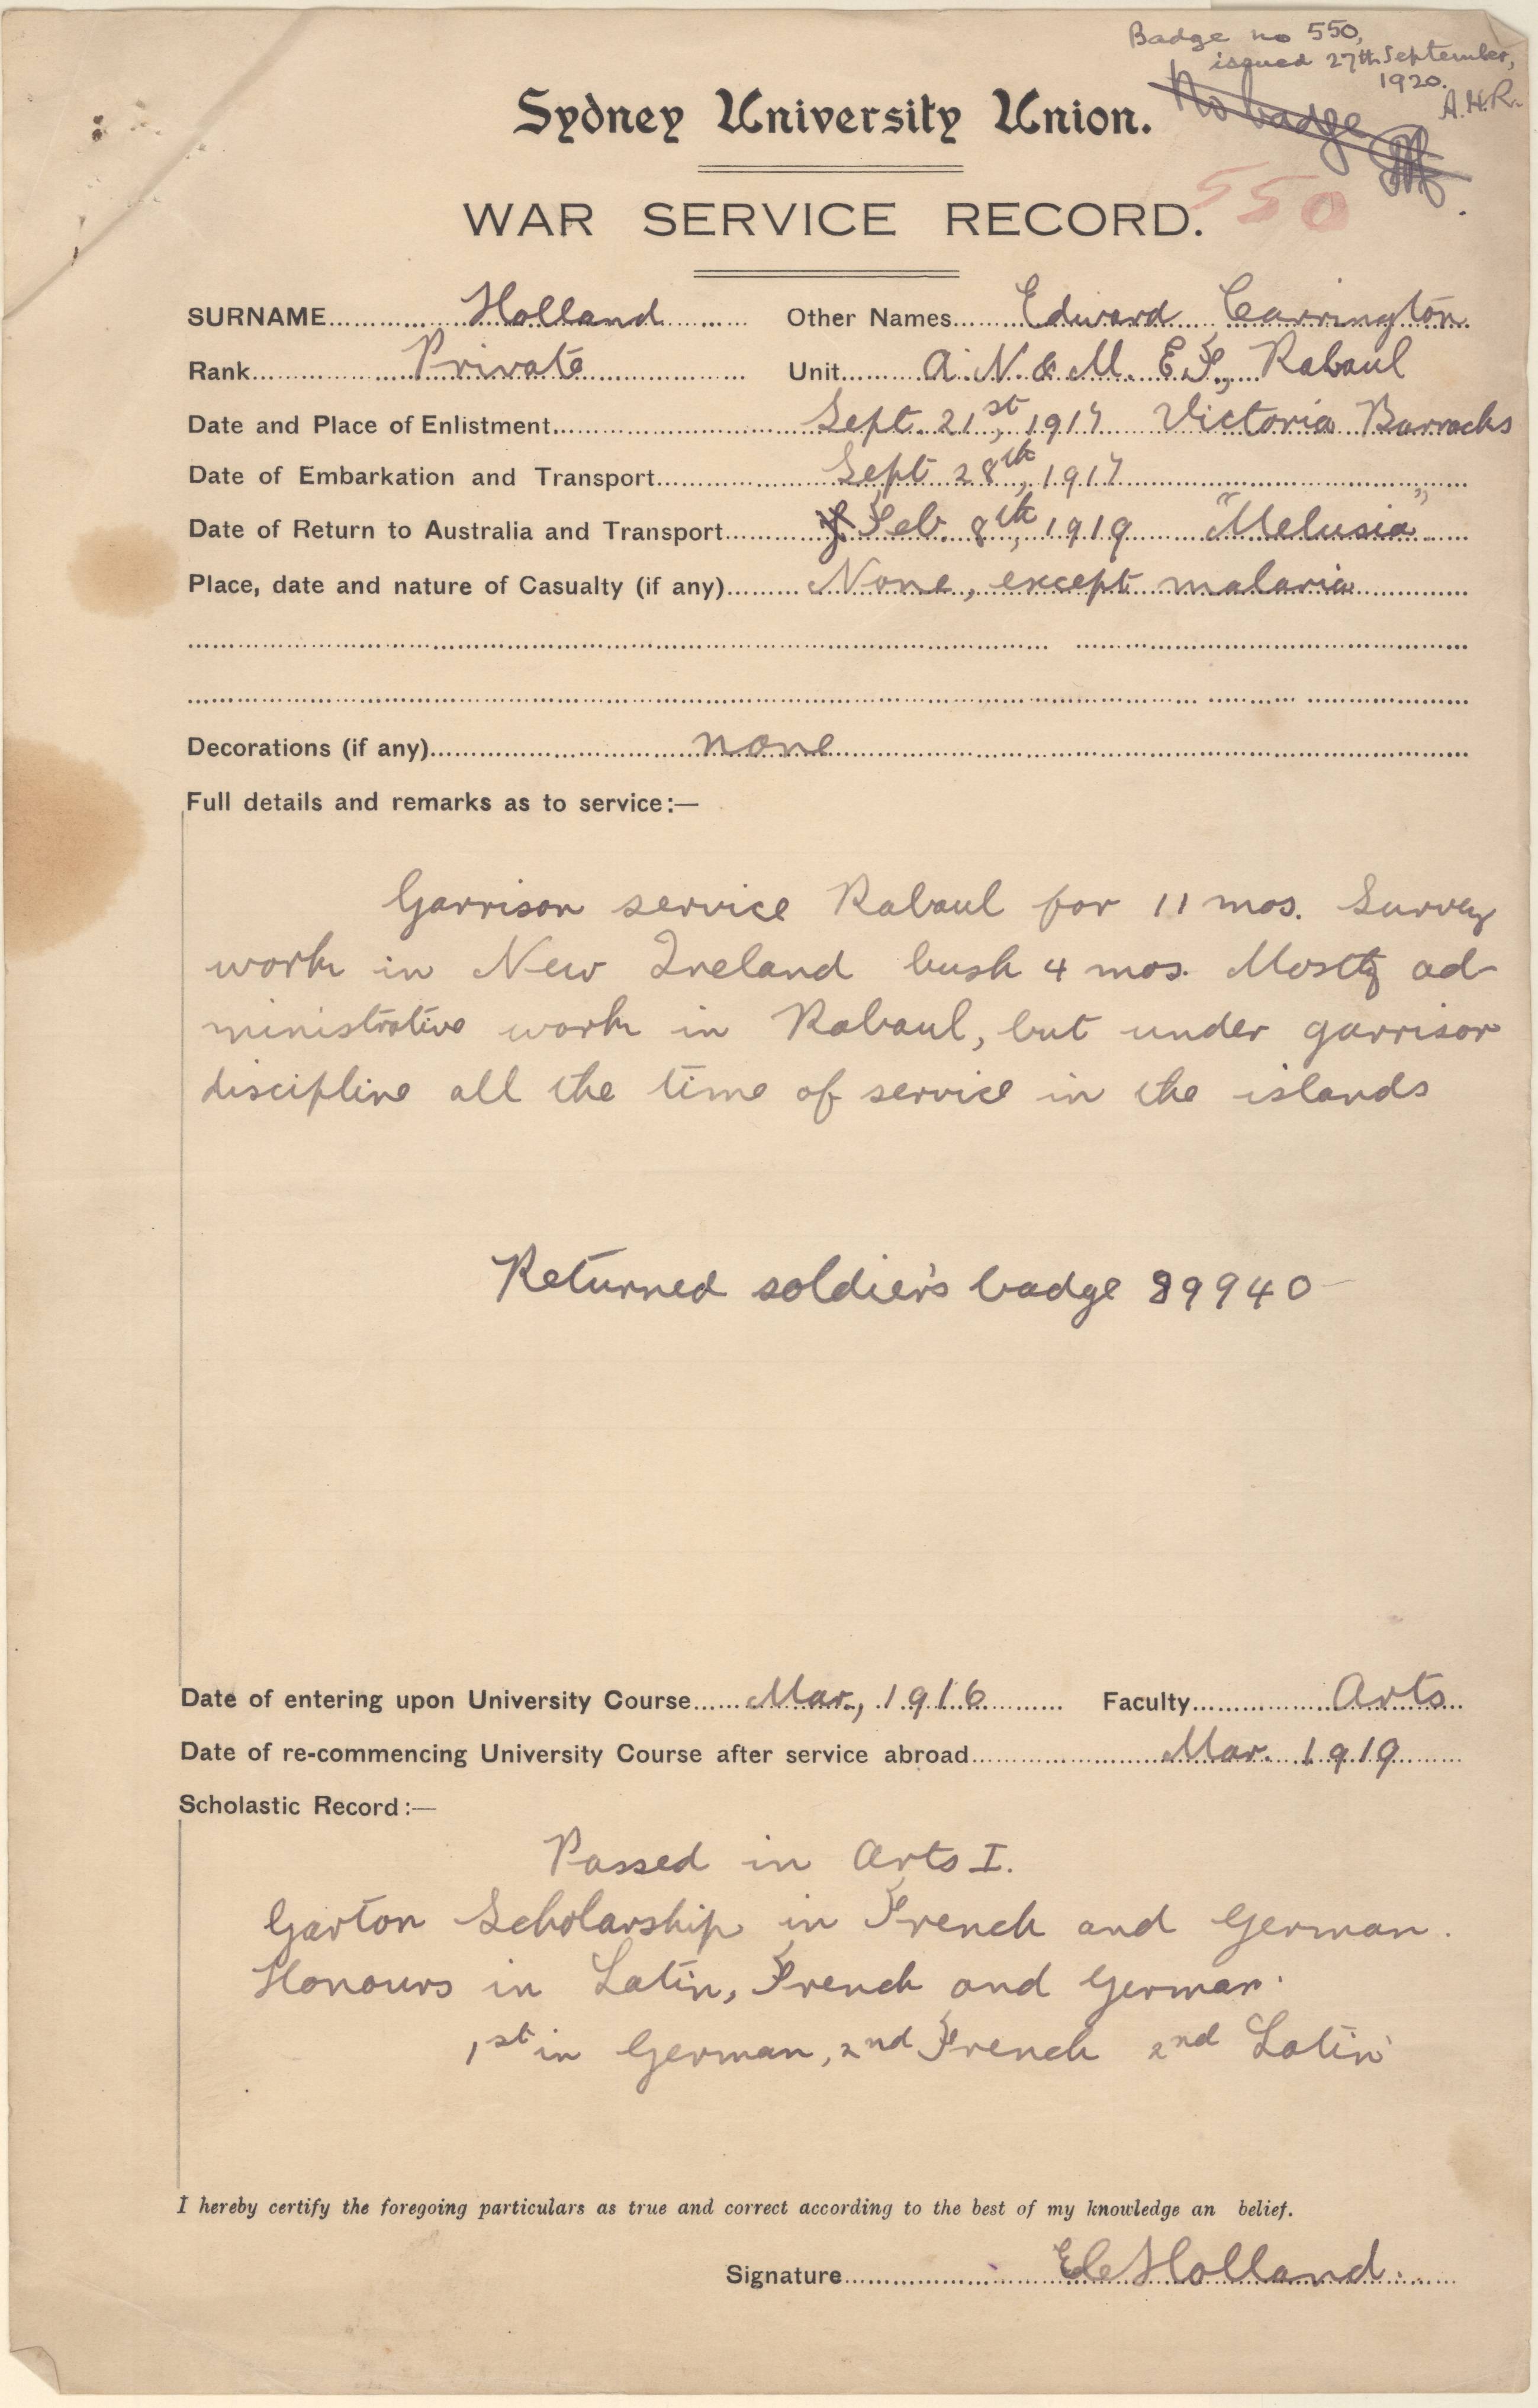 Badge no 550,
issued 27th September,
1920.
A.H.R.
No badge
Sydney University Union.
550
WAR SERVICE RECORD.
SURNAME Holland Other Names Edward Carrington
Rank Private Unit A. N. & M. E.F., Rabaul
Date and Place of Enlistment Sept. 21st, 1917 Victoria Barracks
Date of Embarkation and Transport Sept 28th, 1917
Date of Return to Australia and Transport Feb. 8th, 1919 "Melusia"
Place, date and nature of Casualty (if any) None, except malaria
Decorations (if any) none
Full details and remarks as to service:—
Garrison service Rabaul for 11 mos. Survey
work in New Ireland bush 4 mos. Mostly ad-
ministrative work in Rabaul, but under garrison
discipline all the time of service in the islands
Returned soldier's badge 89940
Date of entering upon University Course Mar., 1916 Faculty Arts
Date of re-commencing University Course after service abroad Mar. 1919
Scholastic Record:—
Passed in Arts I.
Garton Scholarship in French and German.
Honours in Latin, French and German.
1st in German, 2nd French 2nd Latin
I hereby certify the foregoing particulars as true and correct according to the best of my knowledge an belief.
Signature EC Holland.